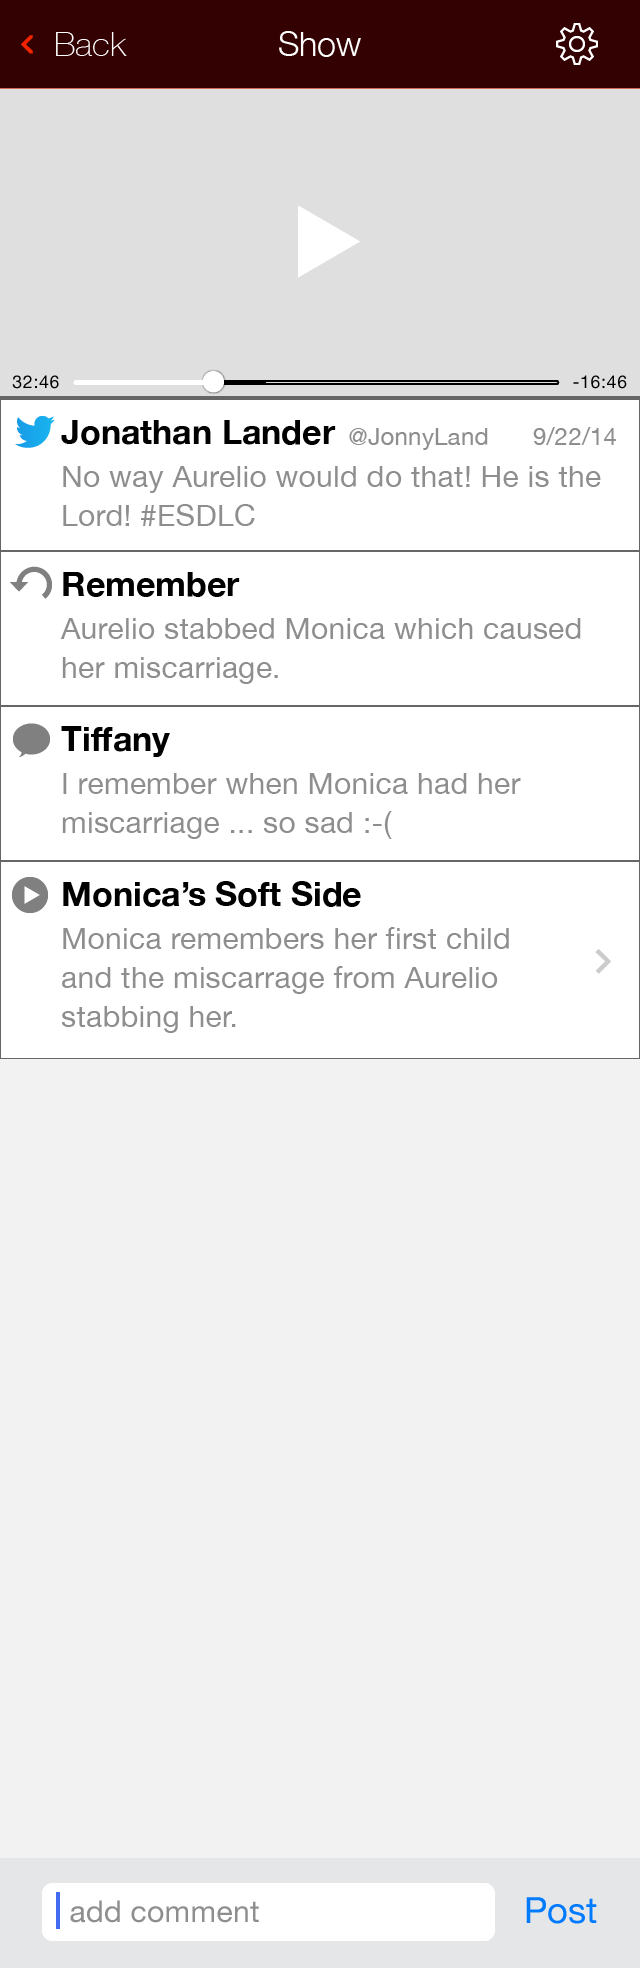 Back Show
32:46 -16:46
Jonathan Lander @JonnyLand 9/22/14
No way Aurelio would do that! He is the
Lord! #ESDLC
Remember
Aurelio stabbed Monica which caused
her miscarriage.
Tiffany
I remember when Monica had her
miscarriage ... so sad :-(
Monica’s Soft Side
Monica remembers her first child
and the miscarrage from Aurelio
stabbing her.
add comment Post